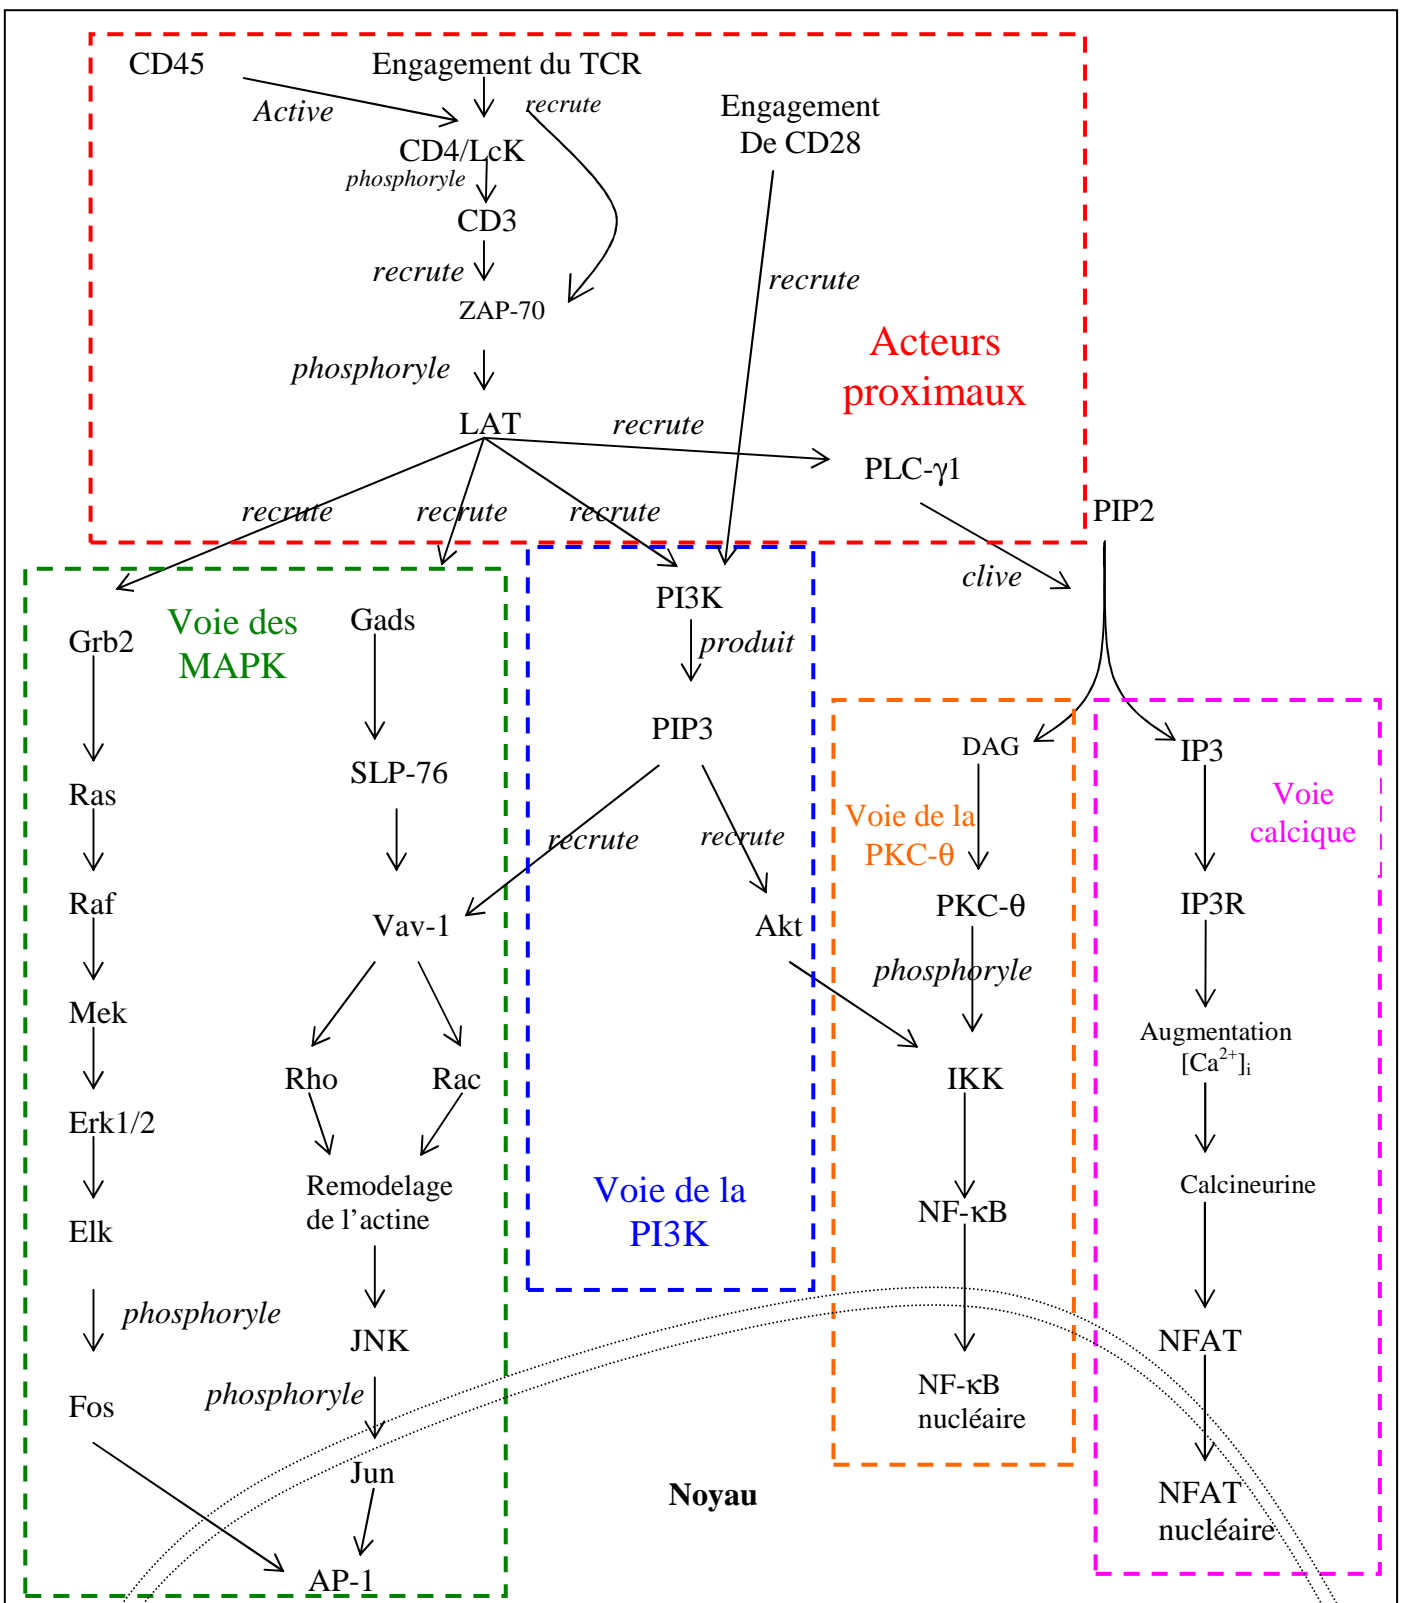 CD45
Engagement du TCR
Active
recrute
Engagement
De CD28
CD4/LcK
phosphoryle
CD3
recrute
recrute
ZAP-70
Acteurs
proximaux
phosphoryle
LAT
recrute
PLC-γ1
recrute
recrute
recrute
PIP2
clive
PI3K
Voie des
MAPK
Gads
Grb2
produit
PIP3
DAG
IP3
SLP-76
Ras
Voie
calcique
Voie de la
PKC-θ
recrute
recrute
Raf
Vav-1
Akt
PKC-θ
IP3R
phosphoryle
Mek
Augmentation
[Ca²⁺]ᵢ
Rho
Rac
IKK
Erk1/2
Remodelage
de l'actine
Voie de la
PI3K
Calcineurine
NF-κB
Elk
phosphoryle
JNK
NFAT
phosphoryle
Fos
NF-κB
nucléaire
Jun
Noyau
NFAT
nucléaire
AP-1